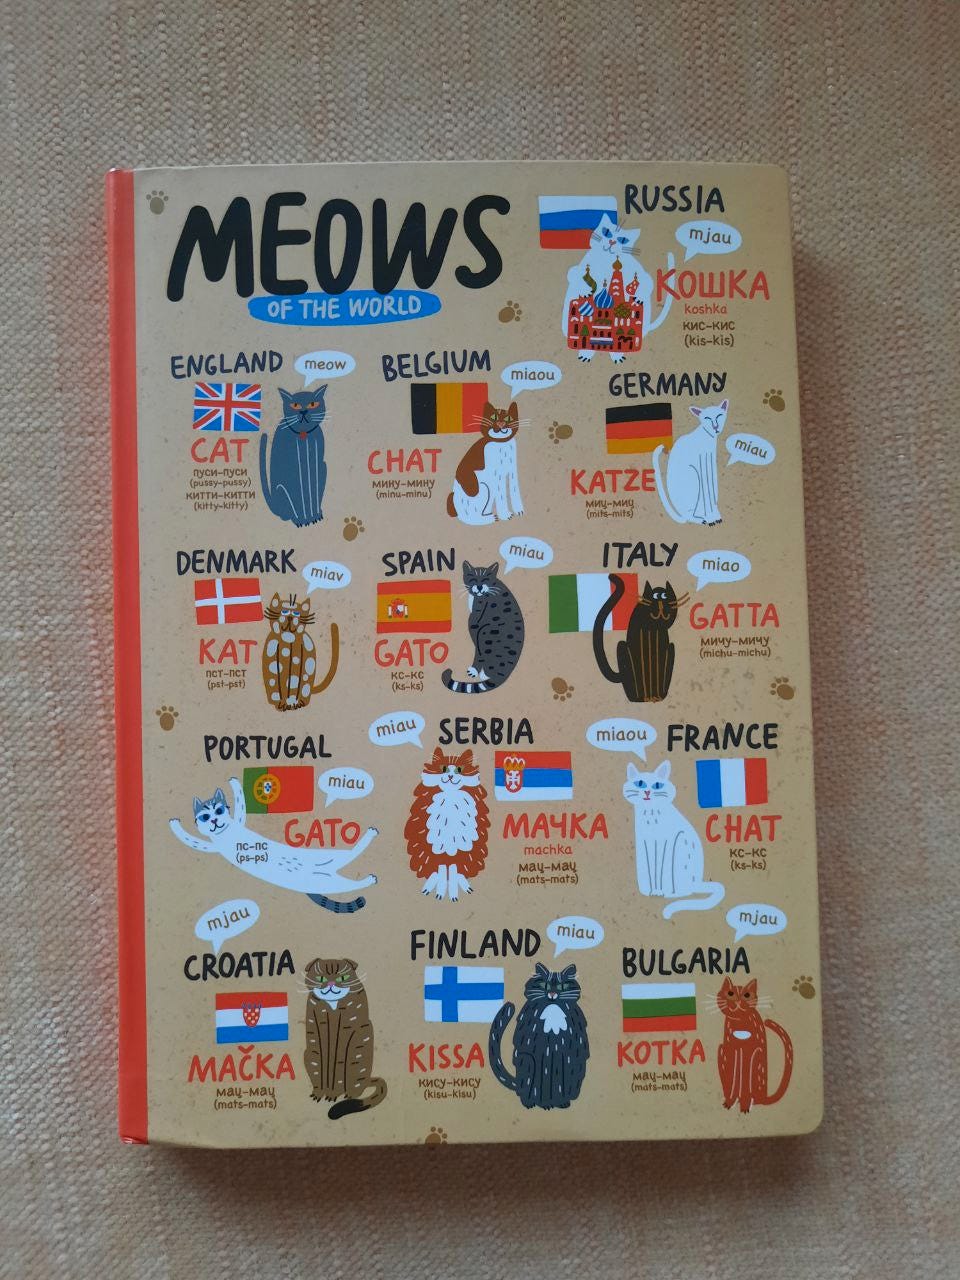 MEOWS
OF THE WORLD
RUSSIA
mjau
КОШКА
koshka
кис-кис
(kis-kis)
ENGLAND
meow
CAT
пуси-пуси
(pussy-pussy)
китти-китти
(kitty-kitty)
BELGIUM
miaou
CHAT
мину-мину
(minu-minu)
GERMANY
miau
KATZE
миц-миц
(mits-mits)
DENMARK
miav
KAT
пст-пст
(pst-pst)
SPAIN
miau
GATO
кс-кс
(ks-ks)
ITALY
miao
GATTA
мичу-мичу
(michu-michu)
PORTUGAL
miau
GATO
пс-пс
(ps-ps)
miau
SERBIA
МАЧКА
machka
мац-мац
(mats-mats)
miaou
FRANCE
CHAT
кс-кс
(ks-ks)
mjau
CROATIA
MAČKA
мац-мац
(mats-mats)
FINLAND
miau
KISSA
кису-кису
(kisu-kisu)
mjau
BULGARIA
КОТКА
мац-мац
(mats-mats)